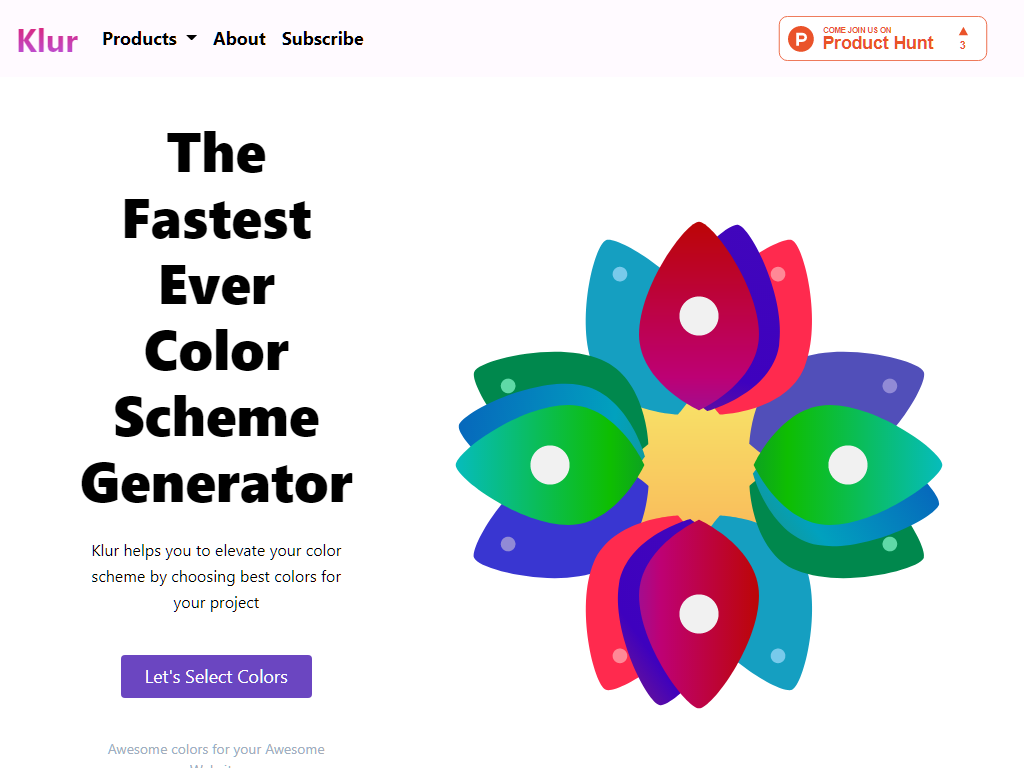 Klur Products About Subscribe
COME JOIN US ON
P Product Hunt 3
The
Fastest
Ever
Color
Scheme
Generator
Klur helps you to elevate your color
scheme by choosing best colors for
your project
Let's Select Colors
Awesome colors for your Awesome